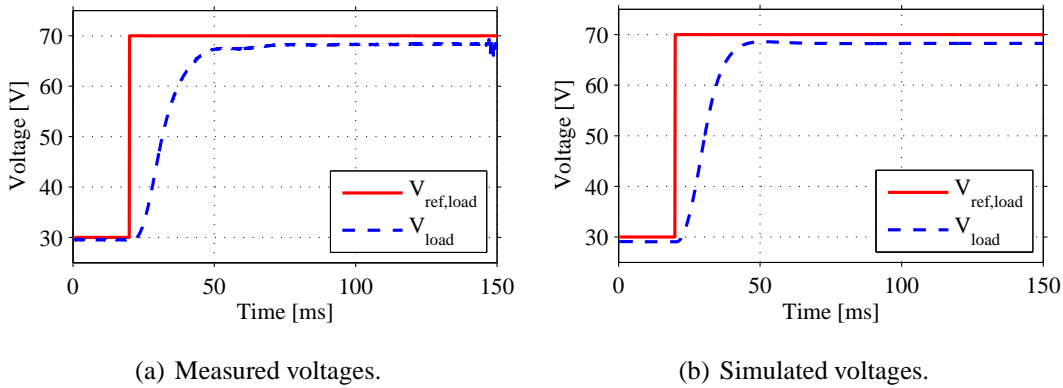 70
60
50
40
30
Voltage [V]
0
50
100
150
Time [ms]
V_ref,load
V_load
(a) Measured voltages.
70
60
50
40
30
Voltage [V]
0
50
100
150
Time [ms]
V_ref,load
V_load
(b) Simulated voltages.